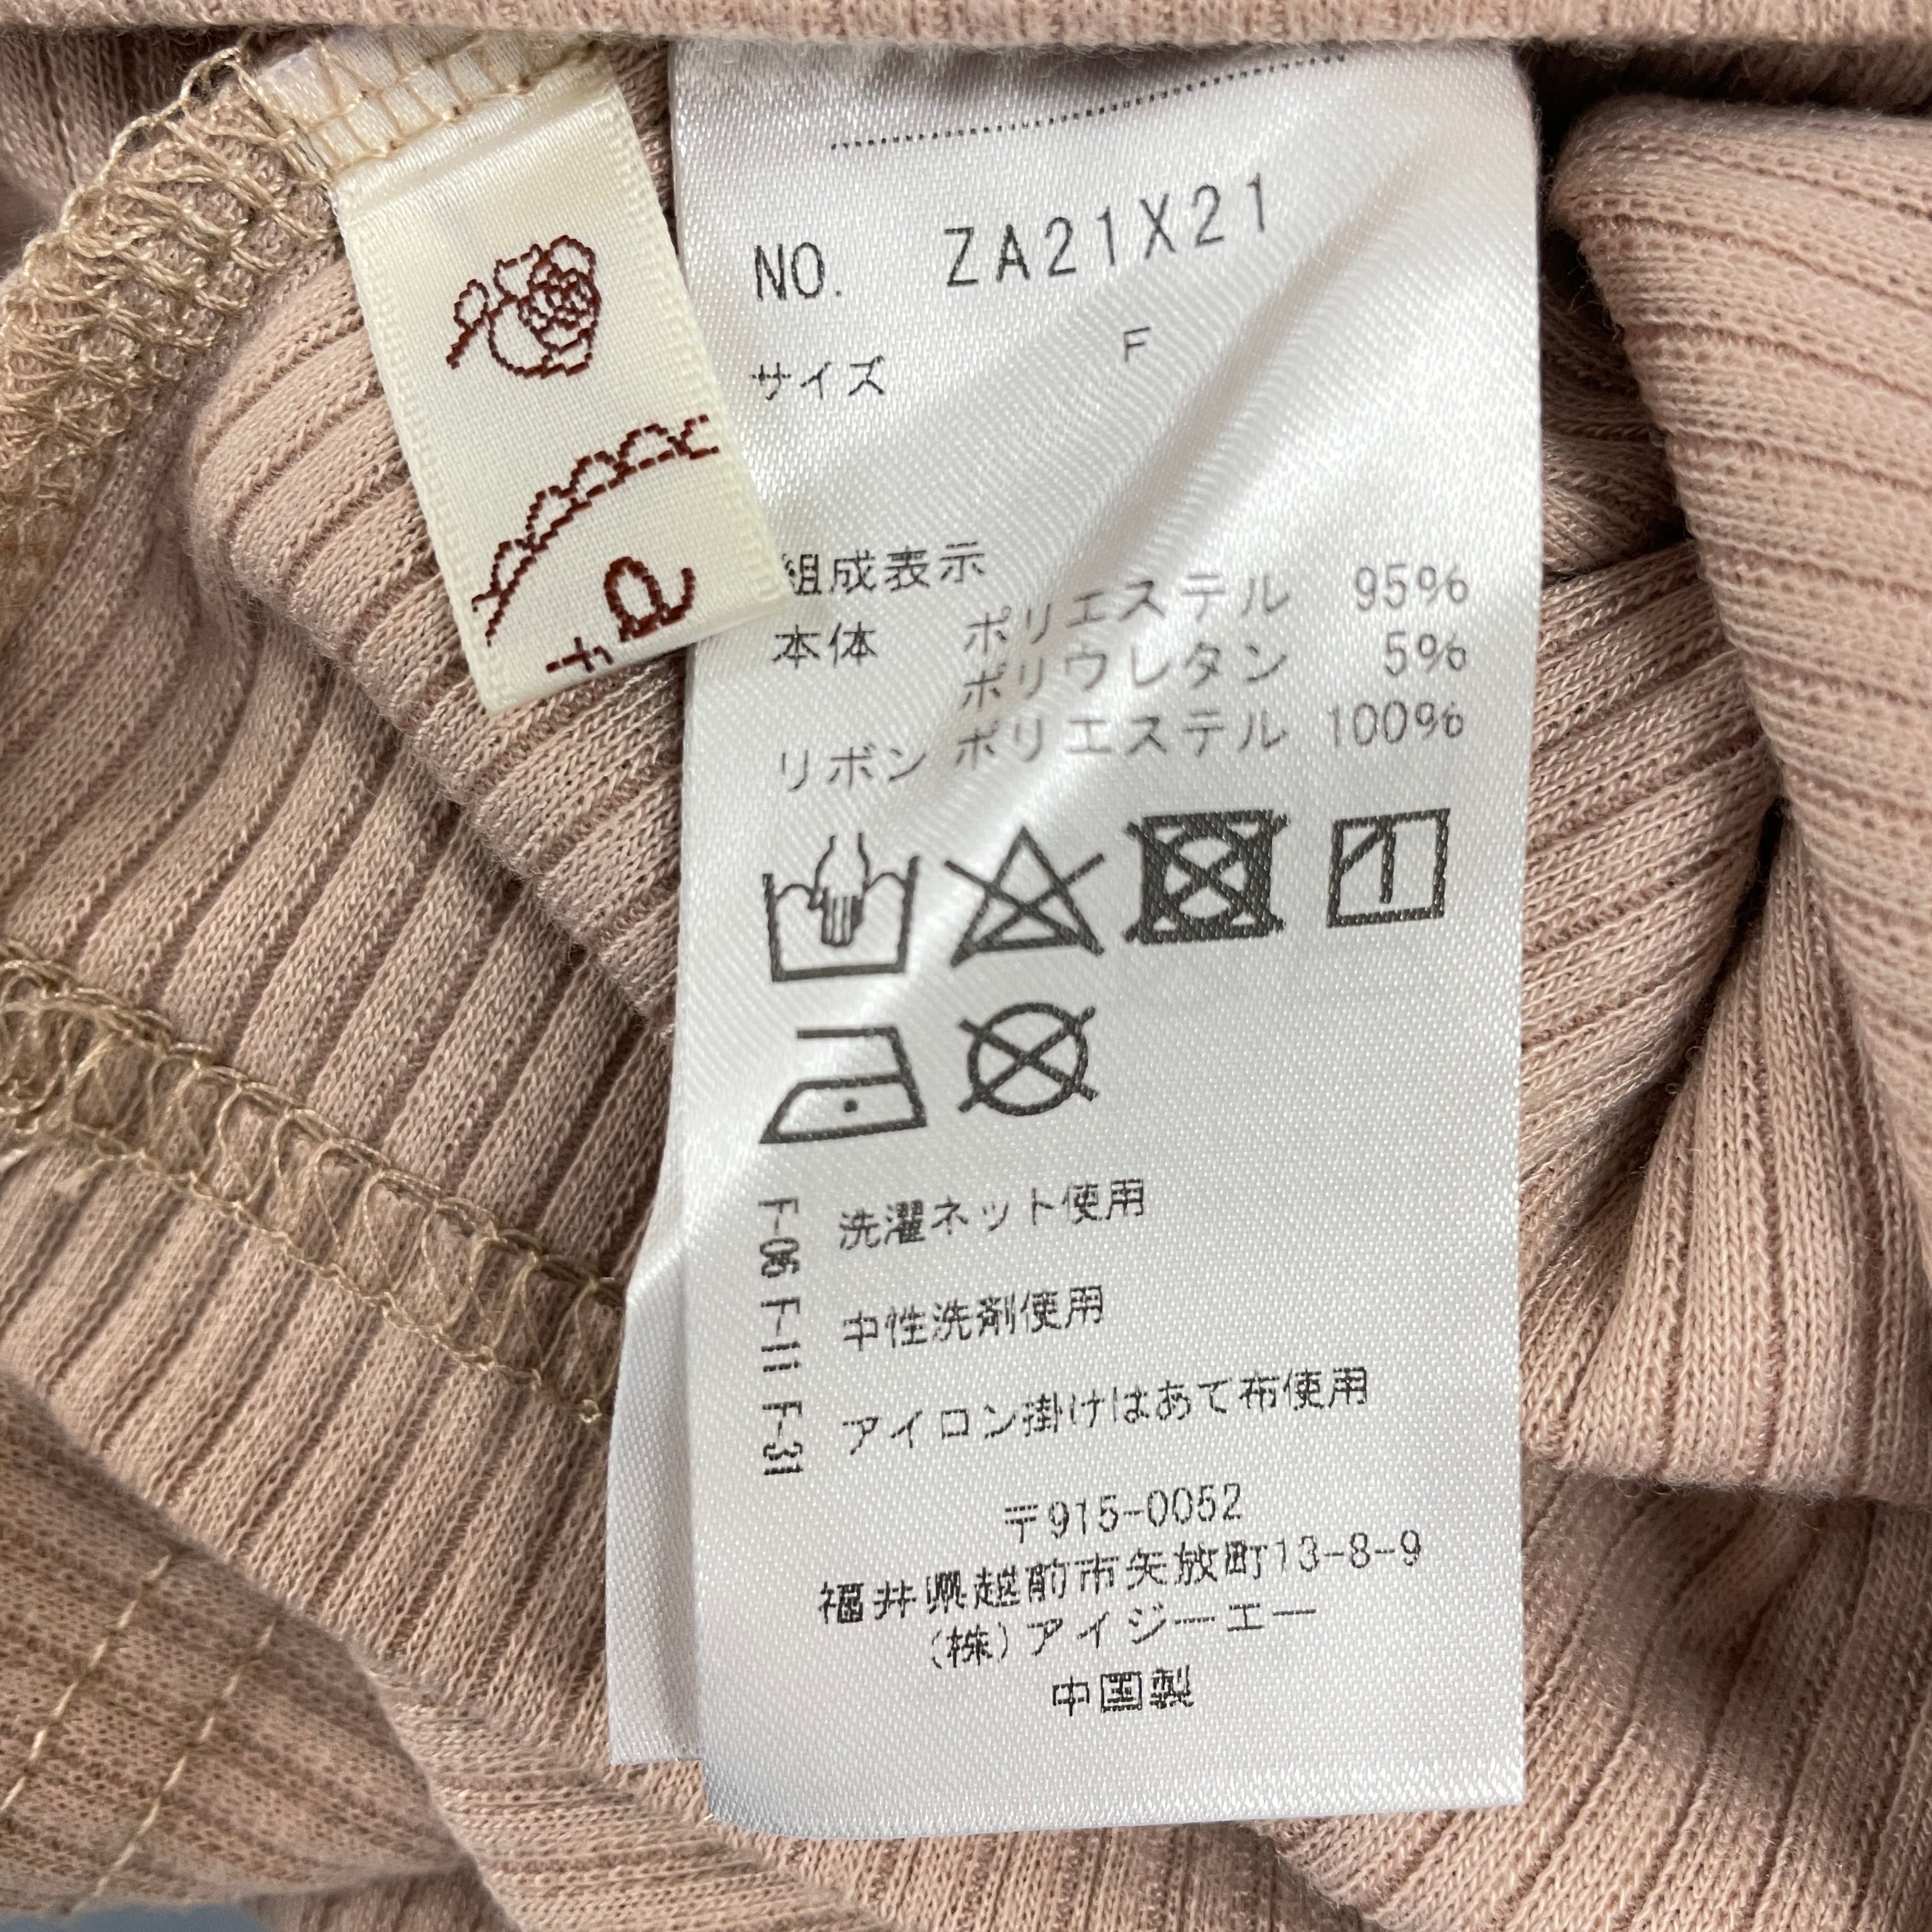 NO. ZA21X21
サイズ F
組成表示
本体 ポリエステル 95%
ポリウレタン 5%
リボン ポリエステル 100%
F-06 洗濯ネット使用
F-11 中性洗剤使用
F-31 アイロン掛けはあて布使用
〒915-0052
福井県越前市矢放町13-8-9
(株)アイジーエー
中国製